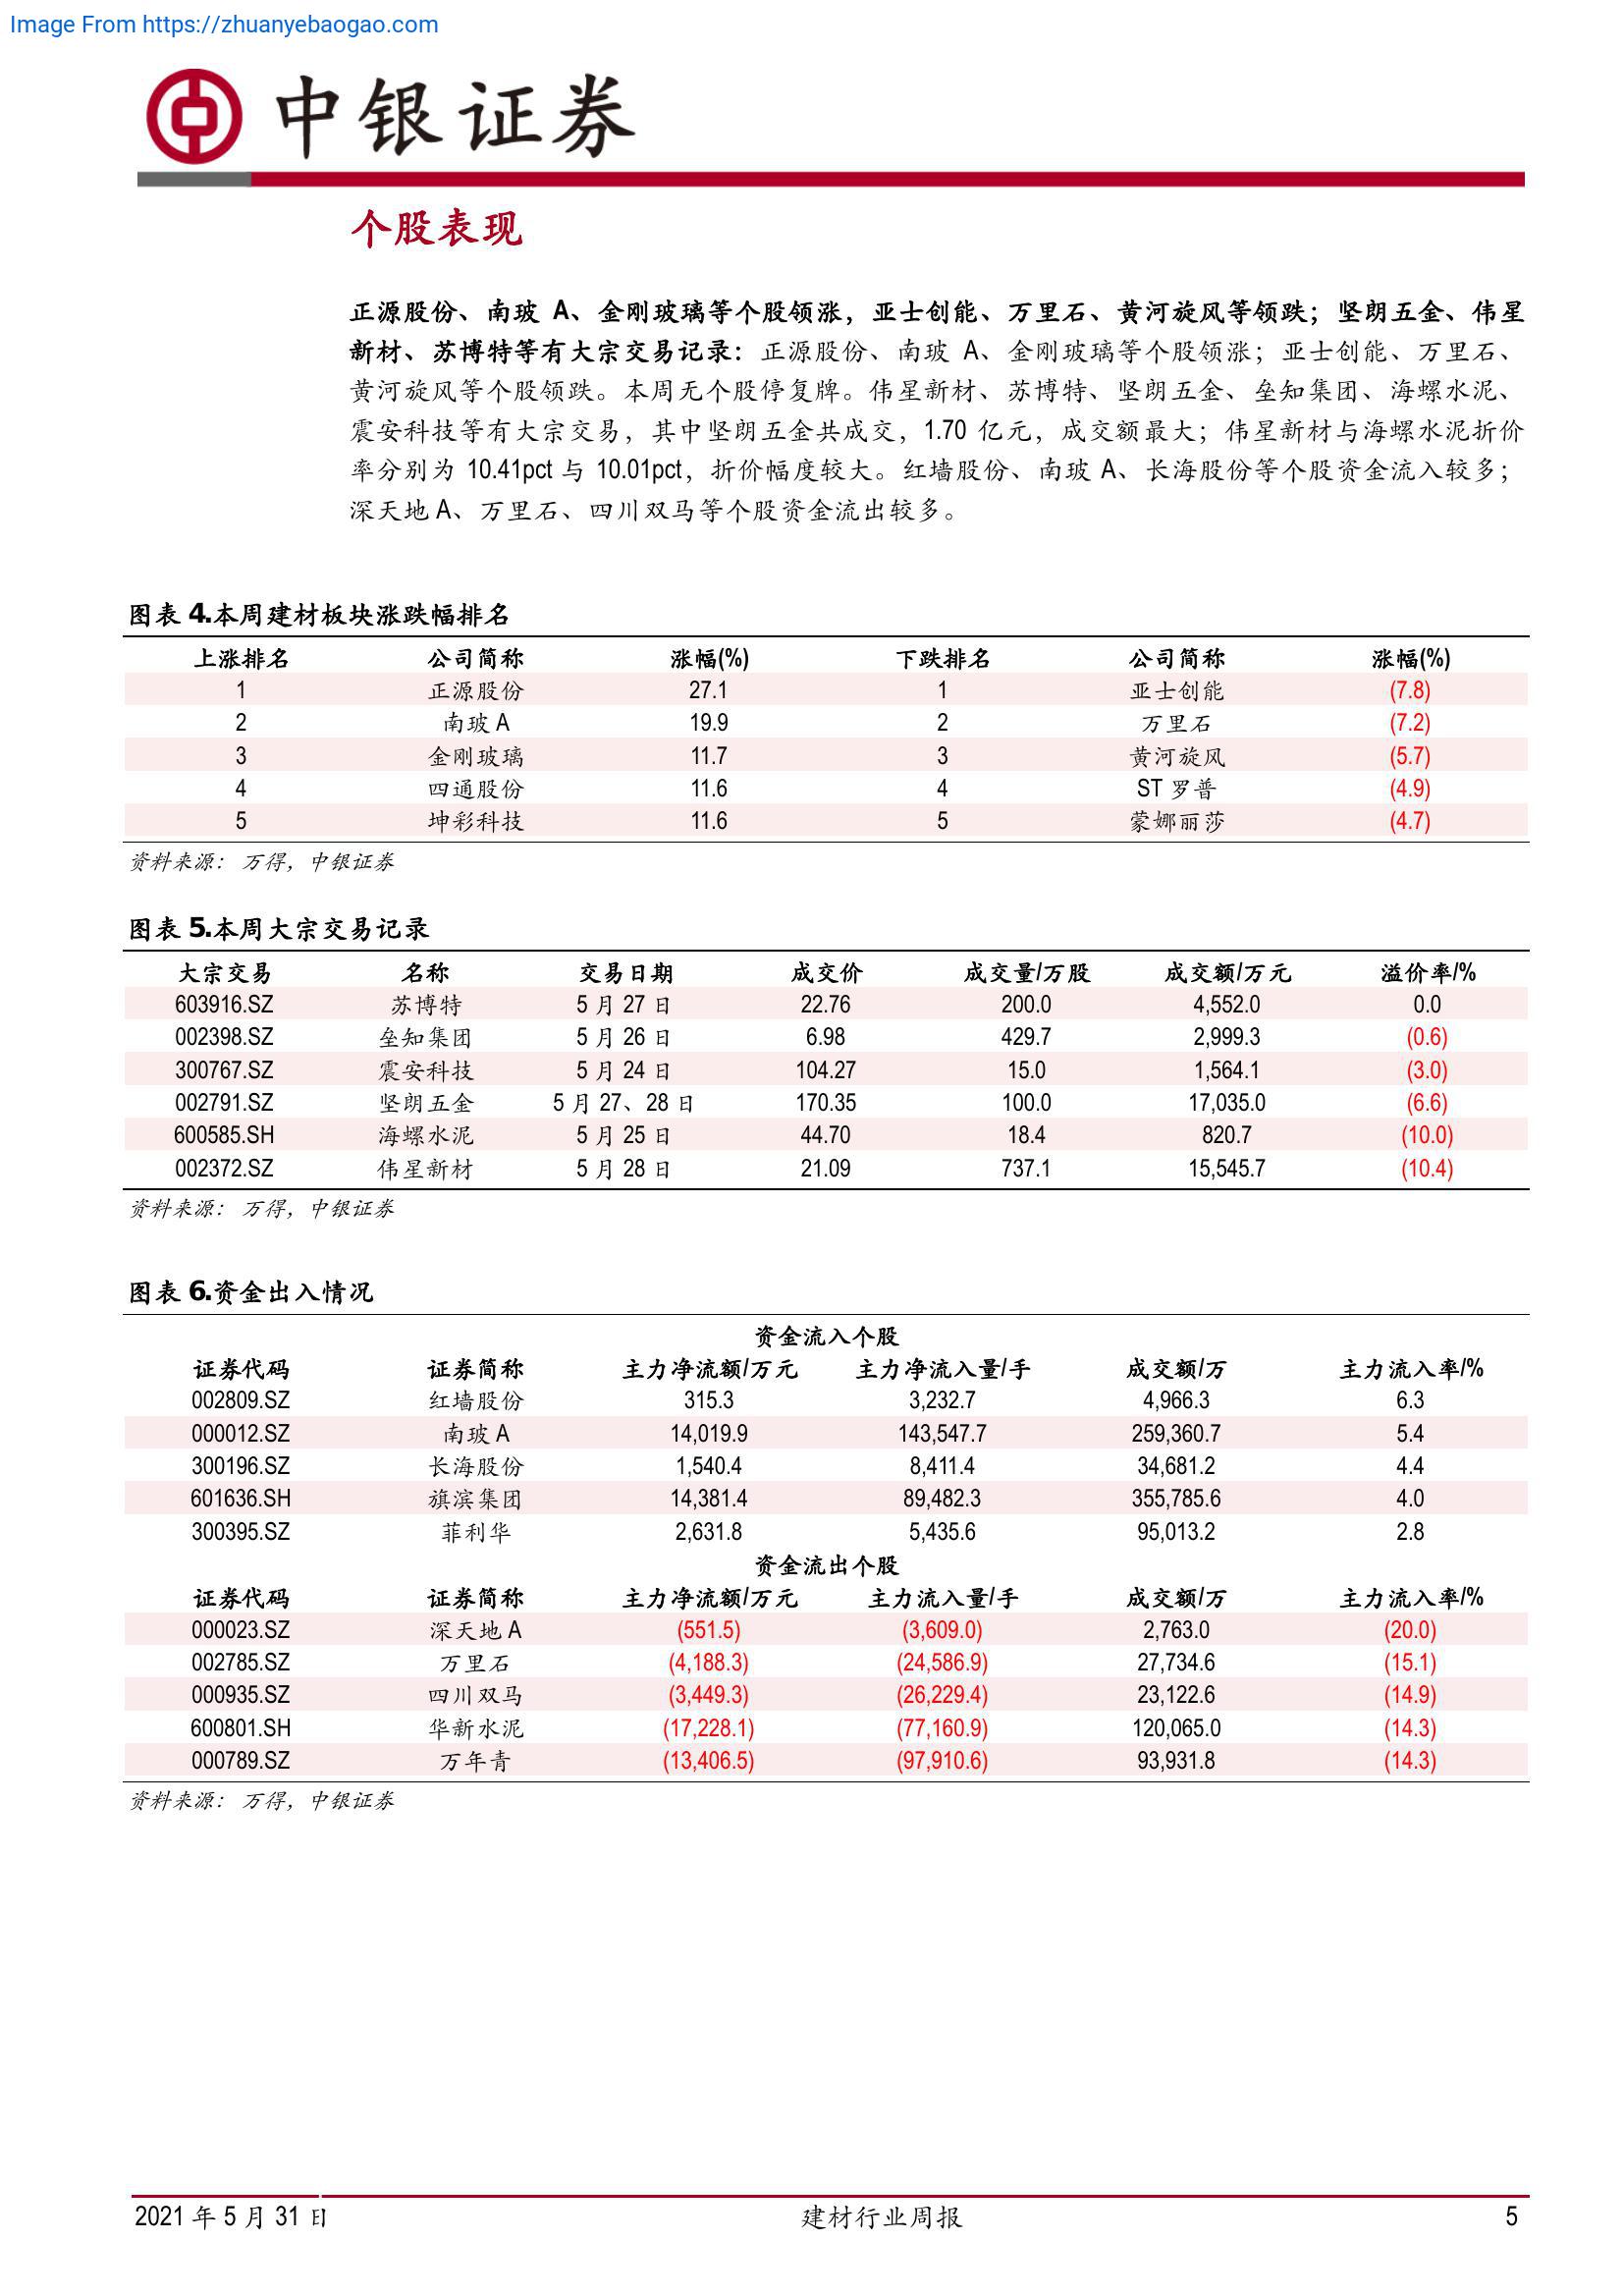 Image From https://zhuanyebaogao.com
中银证券
个股表现
正源股份、南玻 A、金刚玻璃等个股领涨，亚士创能、万里石、黄河旋风等领跌；坚朗五金、伟星
新材、苏博特等有大宗交易记录：正源股份、南玻 A、金刚玻璃等个股领涨；亚士创能、万里石、
黄河旋风等个股领跌。本周无个股停复牌。伟星新材、苏博特、坚朗五金、垒知集团、海螺水泥、
震安科技等有大宗交易，其中坚朗五金共成交，1.70 亿元，成交额最大；伟星新材与海螺水泥折价
率分别为 10.41pct 与 10.01pct，折价幅度较大。红墙股份、南玻 A、长海股份等个股资金流入较多；
深天地 A、万里石、四川双马等个股资金流出较多。
图表 4.本周建材板块涨跌幅排名
上涨排名 公司简称 涨幅(%) 下跌排名 公司简称 涨幅(%)
1 正源股份 27.1 1 亚士创能 (7.8)
2 南玻 A 19.9 2 万里石 (7.2)
3 金刚玻璃 11.7 3 黄河旋风 (5.7)
4 四通股份 11.6 4 ST 罗普 (4.9)
5 坤彩科技 11.6 5 蒙娜丽莎 (4.7)
资料来源：万得，中银证券
图表 5.本周大宗交易记录
大宗交易 名称 交易日期 成交价 成交量/万股 成交额/万元 溢价率/%
603916.SZ 苏博特 5 月 27 日 22.76 200.0 4,552.0 0.0
002398.SZ 垒知集团 5 月 26 日 6.98 429.7 2,999.3 (0.6)
300767.SZ 震安科技 5 月 24 日 104.27 15.0 1,564.1 (3.0)
002791.SZ 坚朗五金 5 月 27、28 日 170.35 100.0 17,035.0 (6.6)
600585.SH 海螺水泥 5 月 25 日 44.70 18.4 820.7 (10.0)
002372.SZ 伟星新材 5 月 28 日 21.09 737.1 15,545.7 (10.4)
资料来源：万得，中银证券
图表 6.资金出入情况
资金流入个股
证券代码 证券简称 主力净流额/万元 主力净流入量/手 成交额/万 主力流入率/%
002809.SZ 红墙股份 315.3 3,232.7 4,966.3 6.3
000012.SZ 南玻 A 14,019.9 143,547.7 259,360.7 5.4
300196.SZ 长海股份 1,540.4 8,411.4 34,681.2 4.4
601636.SH 旗滨集团 14,381.4 89,482.3 355,785.6 4.0
300395.SZ 菲利华 2,631.8 5,435.6 95,013.2 2.8
资金流出个股
证券代码 证券简称 主力净流额/万元 主力流入量/手 成交额/万 主力流入率/%
000023.SZ 深天地 A (551.5) (3,609.0) 2,763.0 (20.0)
002785.SZ 万里石 (4,188.3) (24,586.9) 27,734.6 (15.1)
000935.SZ 四川双马 (3,449.3) (26,229.4) 23,122.6 (14.9)
600801.SH 华新水泥 (17,228.1) (77,160.9) 120,065.0 (14.3)
000789.SZ 万年青 (13,406.5) (97,910.6) 93,931.8 (14.3)
资料来源：万得，中银证券
2021 年 5 月 31 日 建材行业周报 5